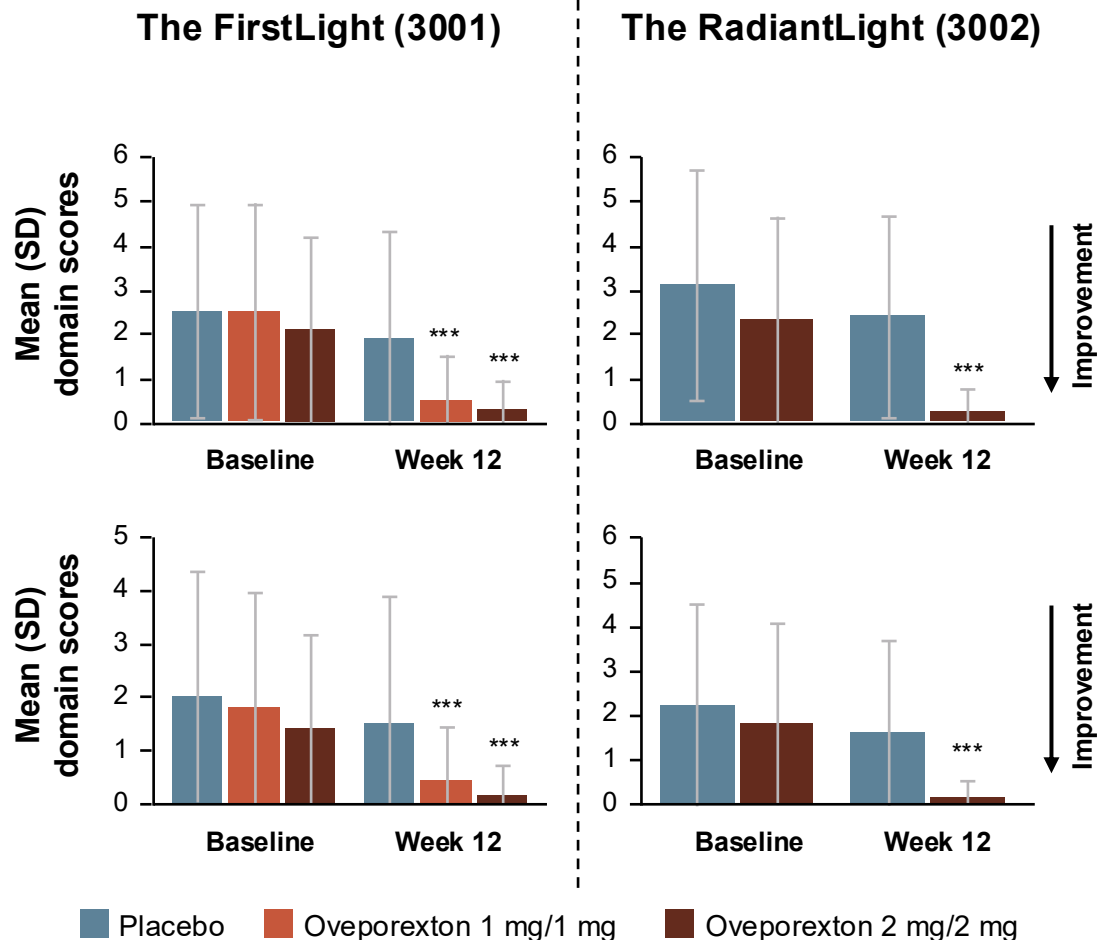 The FirstLight (3001)
The RadiantLight (3002)
Mean (SD)
domain scores
6
5
4
3
2
1
0
***
***
Baseline
Week 12
6
5
4
3
2
1
0
***
Baseline
Week 12
Improvement
Mean (SD)
domain scores
5
4
3
2
1
0
***
***
Baseline
Week 12
6
5
4
3
2
1
0
***
Baseline
Week 12
Improvement
Placebo
Oveporexton 1 mg/1 mg
Oveporexton 2 mg/2 mg